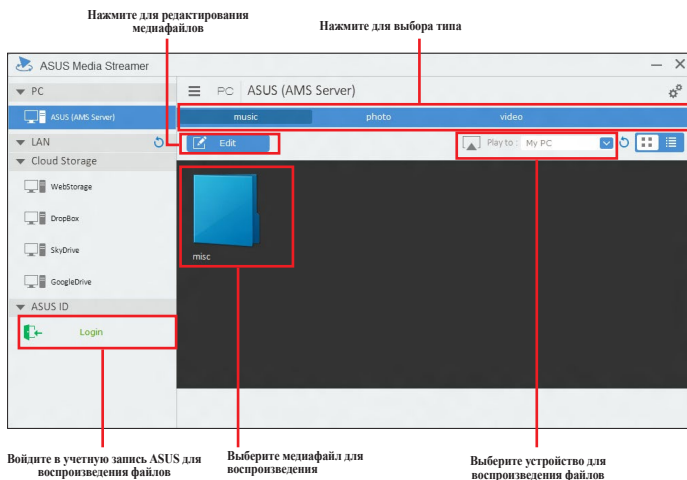 Нажмите для редактирования
медиафайлов
Нажмите для выбора типа
ASUS Media Streamer
PC
PC ASUS (AMS Server)
ASUS (AMS Server)
music photo video
LAN
Edit
Play to : My PC
Cloud Storage
WebStorage
DropBox
SkyDrive
GoogleDrive
misc
ASUS ID
Login
Войдите в учетную запись ASUS для
воспроизведения файлов
Выберите медиафайл для
воспроизведения
Выберите устройство для
воспроизведения файлов